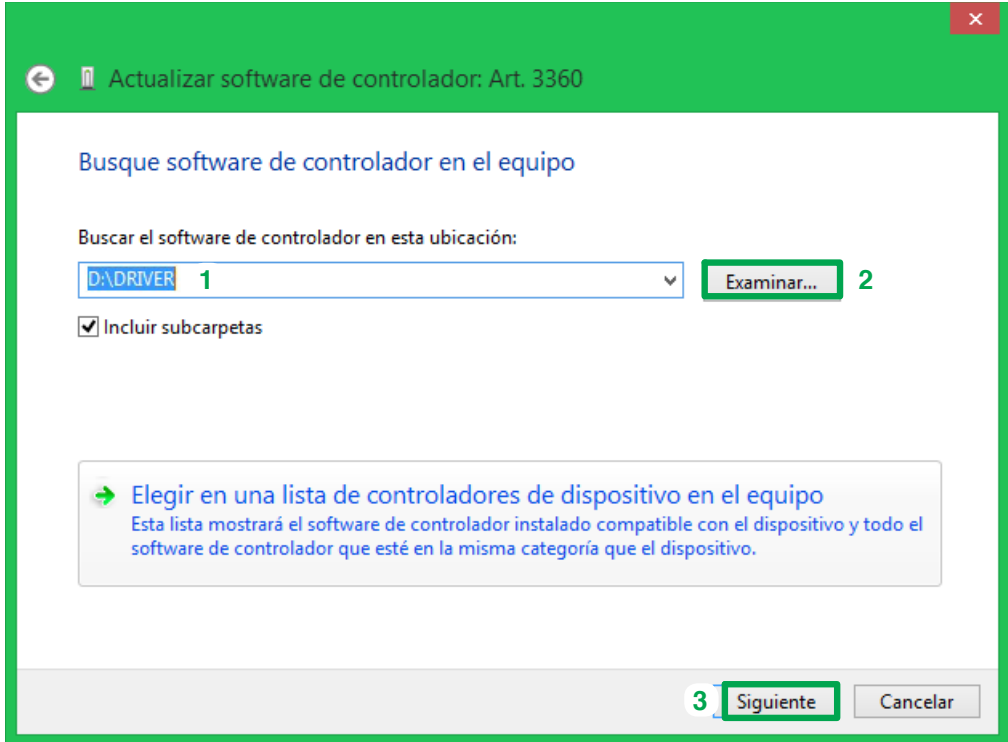 Actualizar software de controlador: Art. 3360
Busque software de controlador en el equipo
Buscar el software de controlador en esta ubicación:
D:\DRIVER 1
Examinar... 2
Incluir subcarpetas
Elegir en una lista de controladores de dispositivo en el equipo
Esta lista mostrará el software de controlador instalado compatible con el dispositivo y todo el
software de controlador que esté en la misma categoría que el dispositivo.
3 Siguiente Cancelar